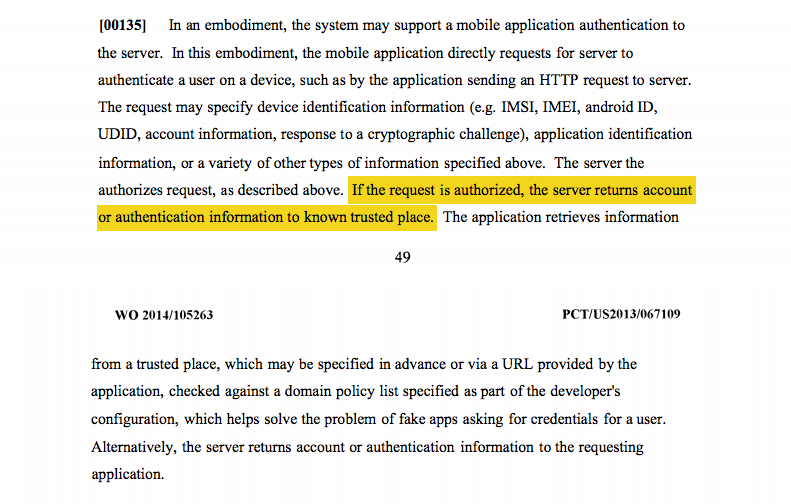 [00135] In an embodiment, the system may support a mobile application authentication to
the server. In this embodiment, the mobile application directly requests for server to
authenticate a user on a device, such as by the application sending an HTTP request to server.
The request may specify device identification information (e.g. IMSI, IMEI, android ID,
UDID, account information, response to a cryptographic challenge), application identification
information, or a variety of other types of information specified above. The server the
authorizes request, as described above. If the request is authorized, the server returns account
or authentication information to known trusted place. The application retrieves information
49
WO 2014/105263 PCT/US2013/067109
from a trusted place, which may be specified in advance or via a URL provided by the
application, checked against a domain policy list specified as part of the developer's
configuration, which helps solve the problem of fake apps asking for credentials for a user.
Alternatively, the server returns account or authentication information to the requesting
application.